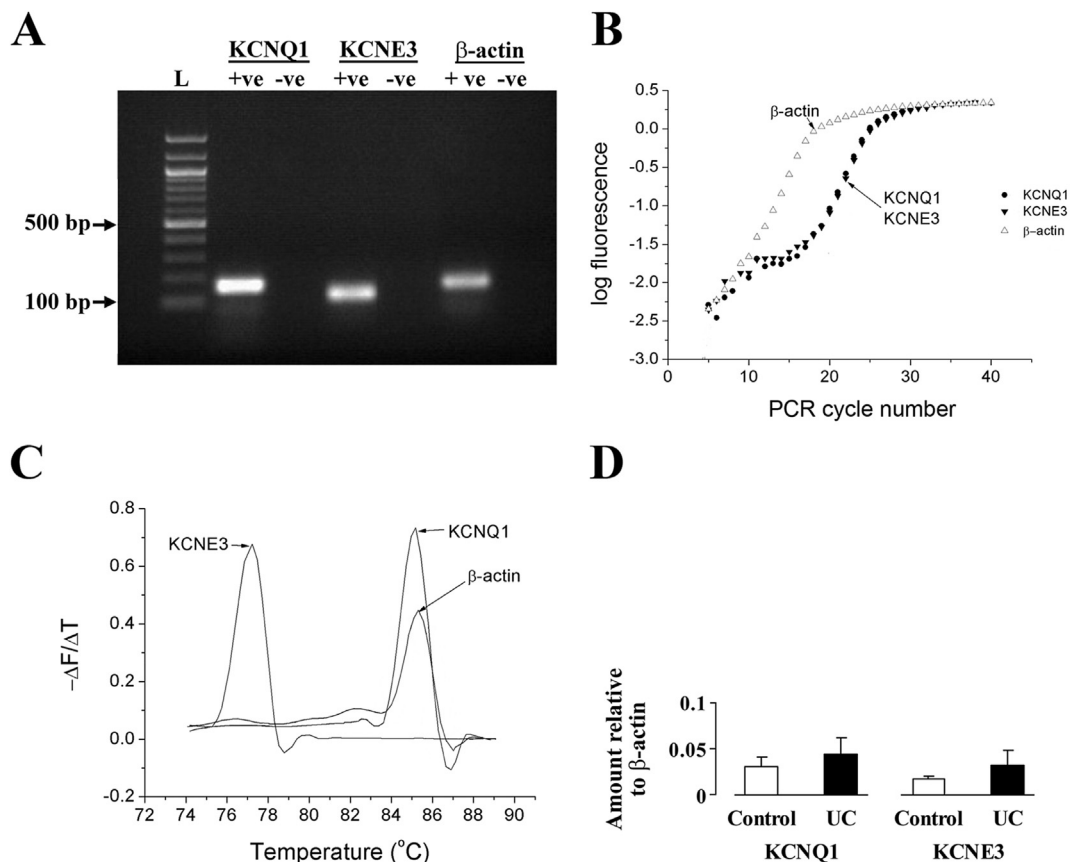 A
KCNQ1 KCNE3 β-actin
L +ve -ve +ve -ve + ve -ve
500 bp
100 bp
B
log fluorescence
0.5
0.0
-0.5
-1.0
-1.5
-2.0
-2.5
-3.0
β-actin
KCNQ1
KCNE3
KCNQ1
KCNE3
β-actin
0 10 20 30 40
PCR cycle number
C
−ΔF/ΔT
0.8
0.6
0.4
0.2
0.0
-0.2
KCNE3
KCNQ1
β-actin
72 74 76 78 80 82 84 86 88 90
Temperature (°C)
D
Amount relative
to β-actin
0.1
0.05
0
Control UC Control UC
KCNQ1 KCNE3